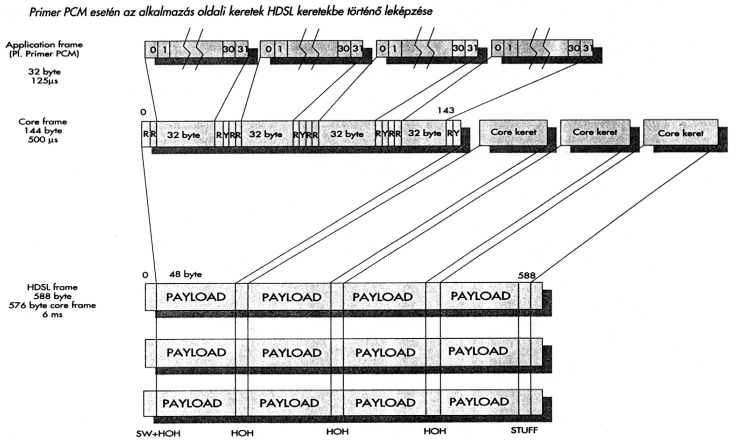 Primer PCM esetén az alkalmazás oldali keretek HDSL keretekbe történő leképzése
Application frame
(Pl. Primer PCM)
32 byte
125µs
0 1 30 31 0 1 30 31 0 1 30 31 0 1 30 31
0 143
Core frame
144 byte
500 µs
R R 32 byte R Y R R 32 byte R Y R R 32 byte R Y R R 32 byte R Y Core keret Core keret Core keret
0 48 byte 588
HDSL frame
588 byte
576 byte core frame
6 ms
PAYLOAD PAYLOAD PAYLOAD PAYLOAD
PAYLOAD PAYLOAD PAYLOAD PAYLOAD
PAYLOAD PAYLOAD PAYLOAD PAYLOAD
SW+HOH HOH HOH HOH STUFF